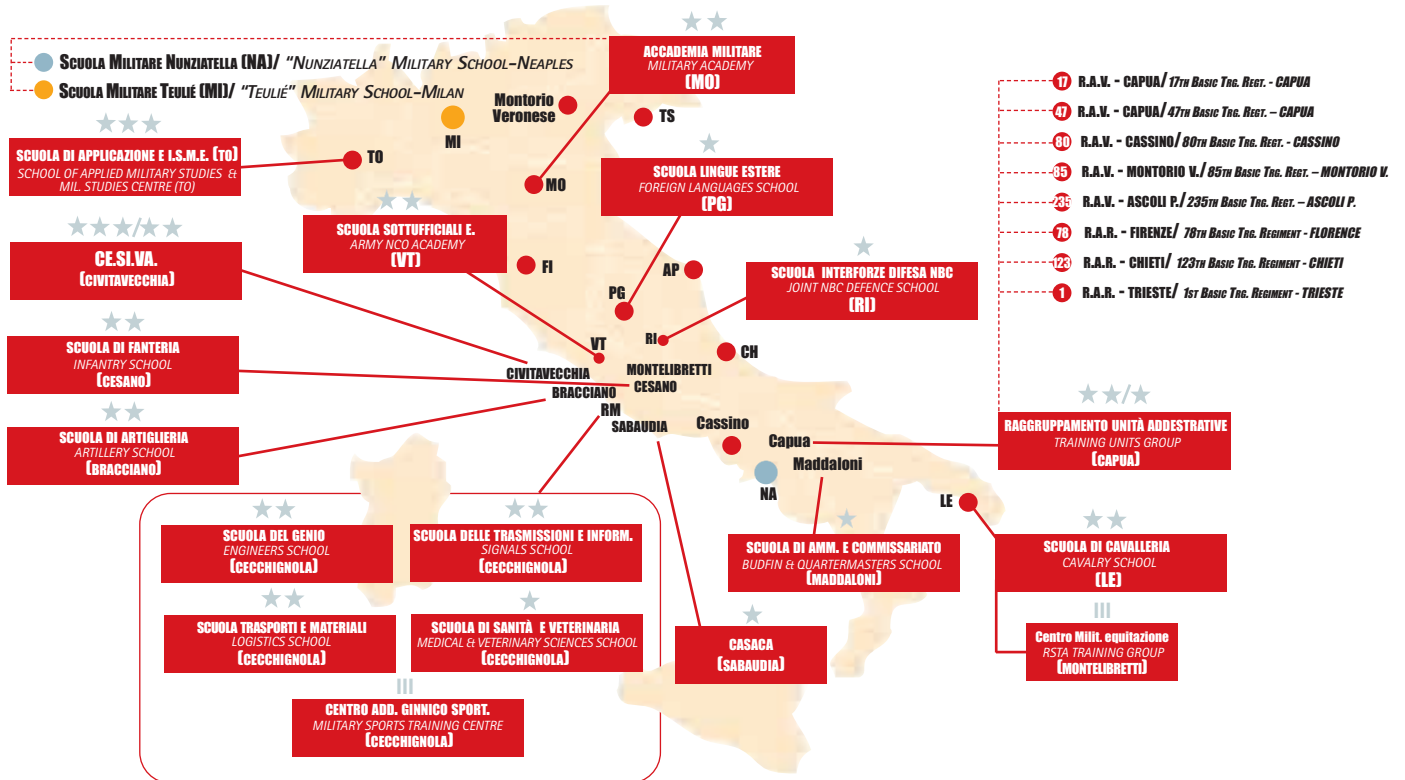 SCUOLA MILITARE NUNZIATELLA (NA)/ "NUNZIATELLA" MILITARY SCHOOL-NEAPLES
SCUOLA MILITARE TEULIÉ (MI)/ "TEULIÉ" MILITARY SCHOOL-MILAN
ACCADEMIA MILITARE
MILITARY ACADEMY
(MO)
17 R.A.V. - CAPUA/ 17TH BASIC TRG. REGT. - CAPUA
47 R.A.V. - CAPUA/ 47TH BASIC TRG. REGT. – CAPUA
80 R.A.V. - CASSINO/ 80TH BASIC TRG. REGT. - CASSINO
85 R.A.V. - MONTORIO V./ 85TH BASIC TRG. REGT. – MONTORIO V.
235 R.A.V. - ASCOLI P./ 235TH BASIC TRG. REGT. – ASCOLI P.
78 R.A.R. - FIRENZE/ 78TH BASIC TRG. REGIMENT - FLORENCE
123 R.A.R. - CHIETI/ 123TH BASIC TRG. REGIMENT - CHIETI
1 R.A.R. - TRIESTE/ 1ST BASIC TRG. REGIMENT - TRIESTE
Montorio
Veronese
TS
MI
TO
MO
SCUOLA DI APPLICAZIONE E I.S.M.E. (TO)
SCHOOL OF APPLIED MILITARY STUDIES &
MIL. STUDIES CENTRE (TO)
SCUOLA LINGUE ESTERE
FOREIGN LANGUAGES SCHOOL
(PG)
SCUOLA SOTTUFFICIALI E.
ARMY NCO ACADEMY
(VT)
CE.SI.VA.
(CIVITAVECCHIA)
FI
AP
SCUOLA INTERFORZE DIFESA NBC
JOINT NBC DEFENCE SCHOOL
(RI)
PG
RI
VT
CH
SCUOLA DI FANTERIA
INFANTRY SCHOOL
(CESANO)
CIVITAVECCHIA
MONTELIBRETTI
CESANO
BRACCIANO
RM
SABAUDIA
Cassino
Capua
Maddaloni
NA
LE
SCUOLA DI ARTIGLIERIA
ARTILLERY SCHOOL
(BRACCIANO)
RAGGRUPPAMENTO UNITÀ ADDESTRATIVE
TRAINING UNITS GROUP
(CAPUA)
SCUOLA DEL GENIO
ENGINEERS SCHOOL
(CECCHIGNOLA)
SCUOLA DELLE TRASMISSIONI E INFORM.
SIGNALS SCHOOL
(CECCHIGNOLA)
SCUOLA DI AMM. E COMMISSARIATO
BUDFIN & QUARTERMASTERS SCHOOL
(MADDALONI)
SCUOLA DI CAVALLERIA
CAVALRY SCHOOL
(LE)
SCUOLA TRASPORTI E MATERIALI
LOGISTICS SCHOOL
(CECCHIGNOLA)
SCUOLA DI SANITÀ E VETERINARIA
MEDICAL & VETERINARY SCIENCES SCHOOL
(CECCHIGNOLA)
CASACA
(SABAUDIA)
III
Centro Milit. equitazione
RSTA TRAINING GROUP
(MONTELIBRETTI)
III
CENTRO ADD. GINNICO SPORT.
MILITARY SPORTS TRAINING CENTRE
(CECCHIGNOLA)